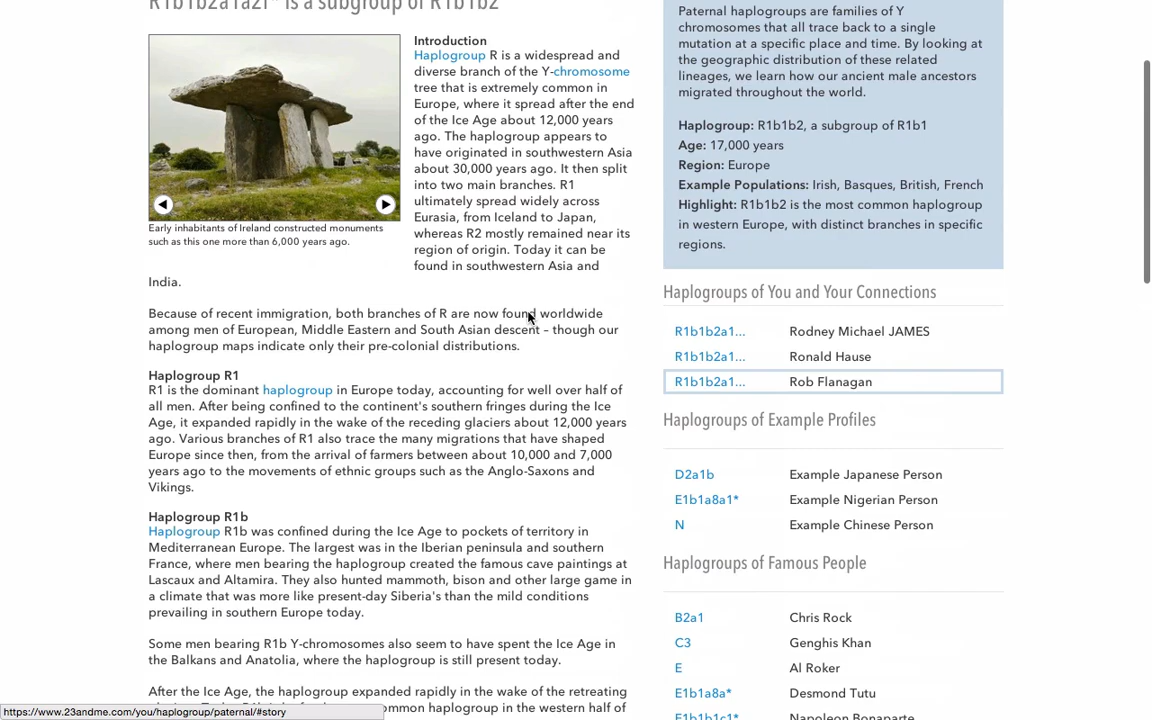 R1b1b2a1a2f* is a subgroup of R1b1b2
Introduction
Haplogroup R is a widespread and
diverse branch of the Y-chromosome
tree that is extremely common in
Europe, where it spread after the end
of the Ice Age about 12,000 years
ago. The haplogroup appears to
have originated in southwestern Asia
about 30,000 years ago. It then split
into two main branches. R1
ultimately spread widely across
Eurasia, from Iceland to Japan,
whereas R2 mostly remained near its
region of origin. Today it can be
found in southwestern Asia and
India.
Early inhabitants of Ireland constructed monuments
such as this one more than 6,000 years ago.
Because of recent immigration, both branches of R are now found worldwide
among men of European, Middle Eastern and South Asian descent – though our
haplogroup maps indicate only their pre-colonial distributions.
Haplogroup R1
R1 is the dominant haplogroup in Europe today, accounting for well over half of
all men. After being confined to the continent's southern fringes during the Ice
Age, it expanded rapidly in the wake of the receding glaciers about 12,000 years
ago. Various branches of R1 also trace the many migrations that have shaped
Europe since then, from the arrival of farmers between about 10,000 and 7,000
years ago to the movements of ethnic groups such as the Anglo-Saxons and
Vikings.
Haplogroup R1b
Haplogroup R1b was confined during the Ice Age to pockets of territory in
Mediterranean Europe. The largest was in the Iberian peninsula and southern
France, where men bearing the haplogroup created the famous cave paintings at
Lascaux and Altamira. They also hunted mammoth, bison and other large game in
a climate that was more like present-day Siberia's than the mild conditions
prevailing in southern Europe today.
Some men bearing R1b Y-chromosomes also seem to have spent the Ice Age in
the Balkans and Anatolia, where the haplogroup is still present today.
After the Ice Age, the haplogroup expanded rapidly in the wake of the retreating
common haplogroup in the western half of
https://www.23andme.com/you/haplogroup/paternal/#story
Paternal haplogroups are families of Y
chromosomes that all trace back to a single
mutation at a specific place and time. By looking at
the geographic distribution of these related
lineages, we learn how our ancient male ancestors
migrated throughout the world.
Haplogroup: R1b1b2, a subgroup of R1b1
Age: 17,000 years
Region: Europe
Example Populations: Irish, Basques, British, French
Highlight: R1b1b2 is the most common haplogroup
in western Europe, with distinct branches in specific
regions.
Haplogroups of You and Your Connections
R1b1b2a1... Rodney Michael JAMES
R1b1b2a1... Ronald Hause
R1b1b2a1... Rob Flanagan
Haplogroups of Example Profiles
D2a1b Example Japanese Person
E1b1a8a1* Example Nigerian Person
N Example Chinese Person
Haplogroups of Famous People
B2a1 Chris Rock
C3 Genghis Khan
E Al Roker
E1b1a8a* Desmond Tutu
E1b1b1c1* Napoleon Bonaparte